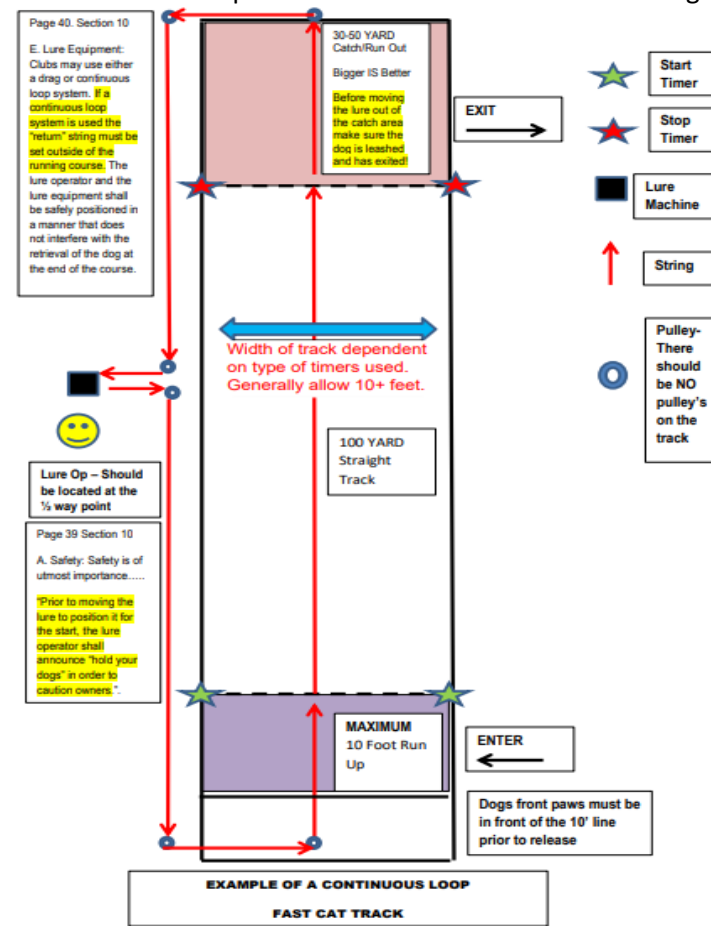 Page 40. Section 10
E. Lure Equipment:
Clubs may use either
a drag or continuous
loop system. If a
continuous loop
system is used the
"return" string must be
set outside of the
running course. The
lure operator and the
lure equipment shall
be safely positioned in
a manner that does
not interfere with the
retrieval of the dog at
the end of the course.
30-50 YARD
Catch/Run Out
Bigger IS Better
Before moving
the lure out of
the catch area
make sure the
dog is leashed
and has exited!
EXIT
Start
Timer
Stop
Timer
Lure
Machine
String
Pulley-
There
should
be NO
pulley's
on the
track
Width of track dependent
on type of timers used.
Generally allow 10+ feet.
100 YARD
Straight
Track
Lure Op – Should
be located at the
½ way point
Page 39 Section 10
A. Safety: Safety is of
utmost importance.....
"Prior to moving the
lure to position it for
the start, the lure
operator shall
announce "hold your
dogs" in order to
caution owners.".
MAXIMUM
10 Foot Run
Up
ENTER
Dogs front paws must be
in front of the 10' line
prior to release
EXAMPLE OF A CONTINUOUS LOOP
FAST CAT TRACK